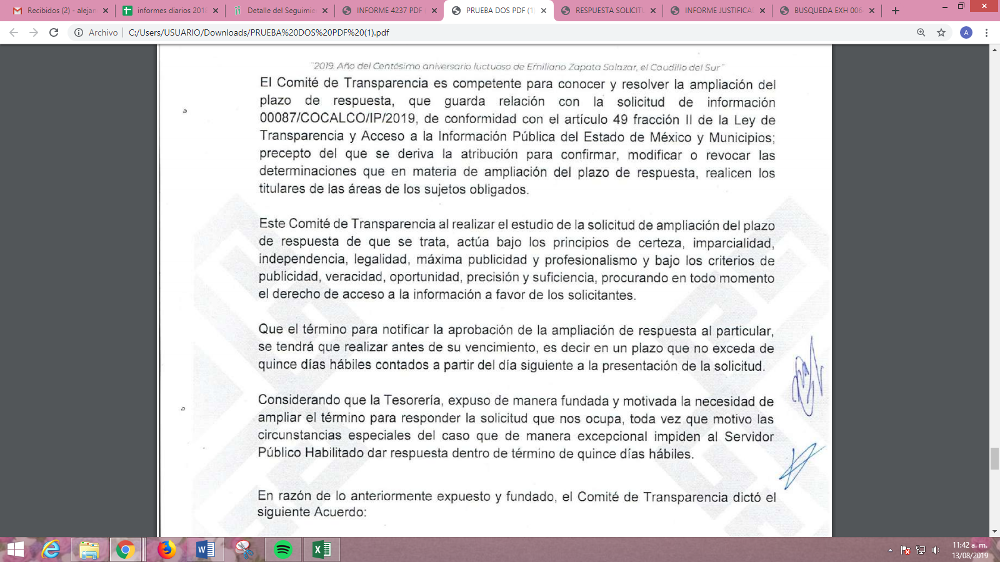 Recibidos (2) - alejan
informes diarios 2018
Detalle del Seguimie
INFORME 4237 PDF (
PRUEBA DOS PDF (1)
RESPUESTA SOLICITU
INFORME JUSTIFICA
BUSQUEDA EXH 006
Archivo
C:/Users/USUARIO/Downloads/PRUEBA%20DOS%20PDF%20(1).pdf
A
"2019. Año del Centésimo aniversario luctuoso de Emiliano Zapata Salazar, el Caudillo del Sur"
El Comité de Transparencia es competente para conocer y resolver la ampliación del
plazo de respuesta, que guarda relación con la solicitud de información
00087/COCALCO/IP/2019, de conformidad con el artículo 49 fracción II de la Ley de
Transparencia y Acceso a la Información Pública del Estado de México y Municipios;
precepto del que se deriva la atribución para confirmar, modificar o revocar las
determinaciones que en materia de ampliación del plazo de respuesta, realicen los
titulares de las áreas de los sujetos obligados.
Este Comité de Transparencia al realizar el estudio de la solicitud de ampliación del plazo
de respuesta de que se trata, actúa bajo los principios de certeza, imparcialidad,
independencia, legalidad, máxima publicidad y profesionalismo y bajo los criterios de
publicidad, veracidad, oportunidad, precisión y suficiencia, procurando en todo momento
el derecho de acceso a la información a favor de los solicitantes.
Que el término para notificar la aprobación de la ampliación de respuesta al particular,
se tendrá que realizar antes de su vencimiento, es decir en un plazo que no exceda de
quince días hábiles contados a partir del día siguiente a la presentación de la solicitud.
Considerando que la Tesorería, expuso de manera fundada y motivada la necesidad de
ampliar el término para responder la solicitud que nos ocupa, toda vez que motivo las
circunstancias especiales del caso que de manera excepcional impiden al Servidor
Público Habilitado dar respuesta dentro de término de quince días hábiles.
En razón de lo anteriormente expuesto y fundado, el Comité de Transparencia dictó el
siguiente Acuerdo:
11:42 a. m.
13/08/2019